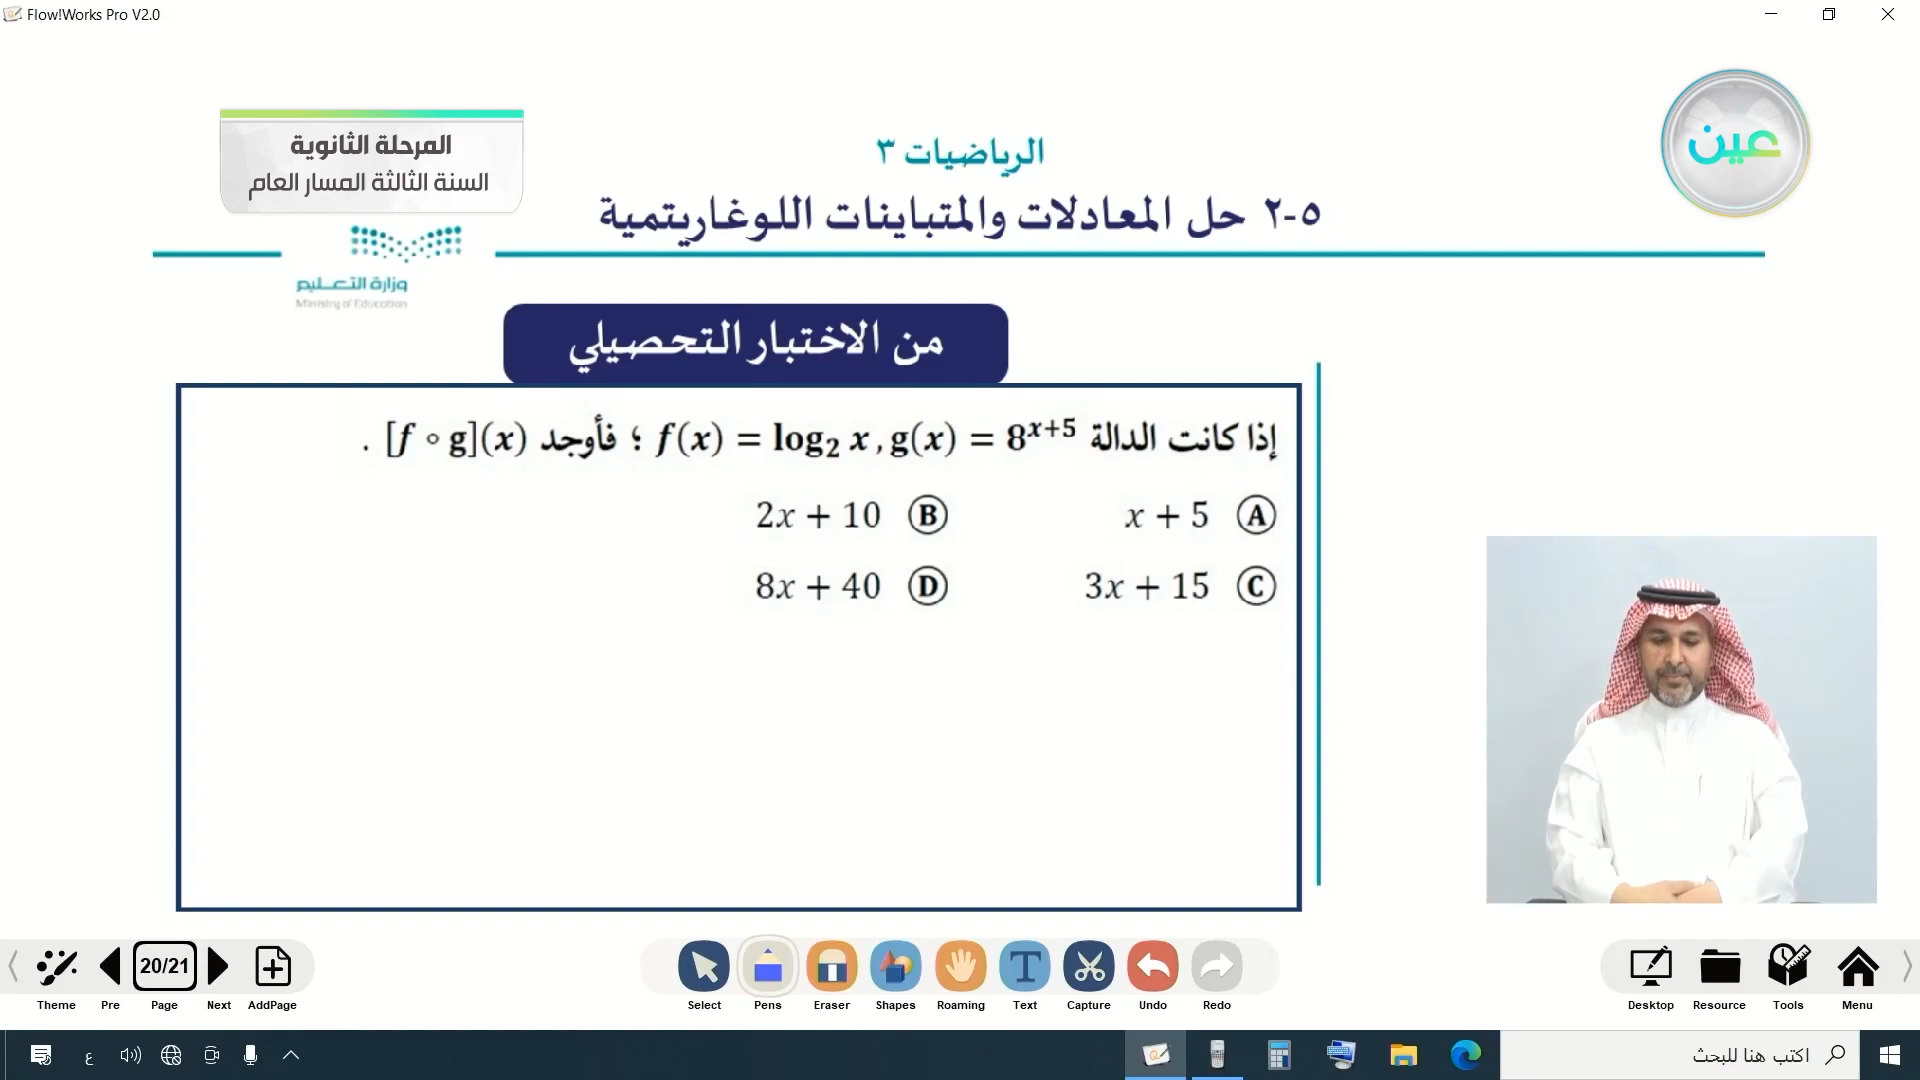 Flow!Works Pro V2.0
عين
المرحلة الثانوية
السنة الثالثة المسار العام
الرياضيات ٣
٥-٢ حل المعادلات والمتباينات اللوغاريتمية
وزارة التعليم
Ministry of Education
من الاختبار التحصيلي
إذا كانت الدالة f(x) = log₂ x , g(x) = 8^{x+5} ؛ فأوجد [f ∘ g](x) .
Ⓐ x + 5 Ⓑ 2x + 10
Ⓒ 3x + 15 Ⓓ 8x + 40
20/21
Theme Pre Page Next AddPage Select Pens Eraser Shapes Roaming Text Capture Undo Redo Desktop Resource Tools Menu
ع
اكتب هنا للبحث